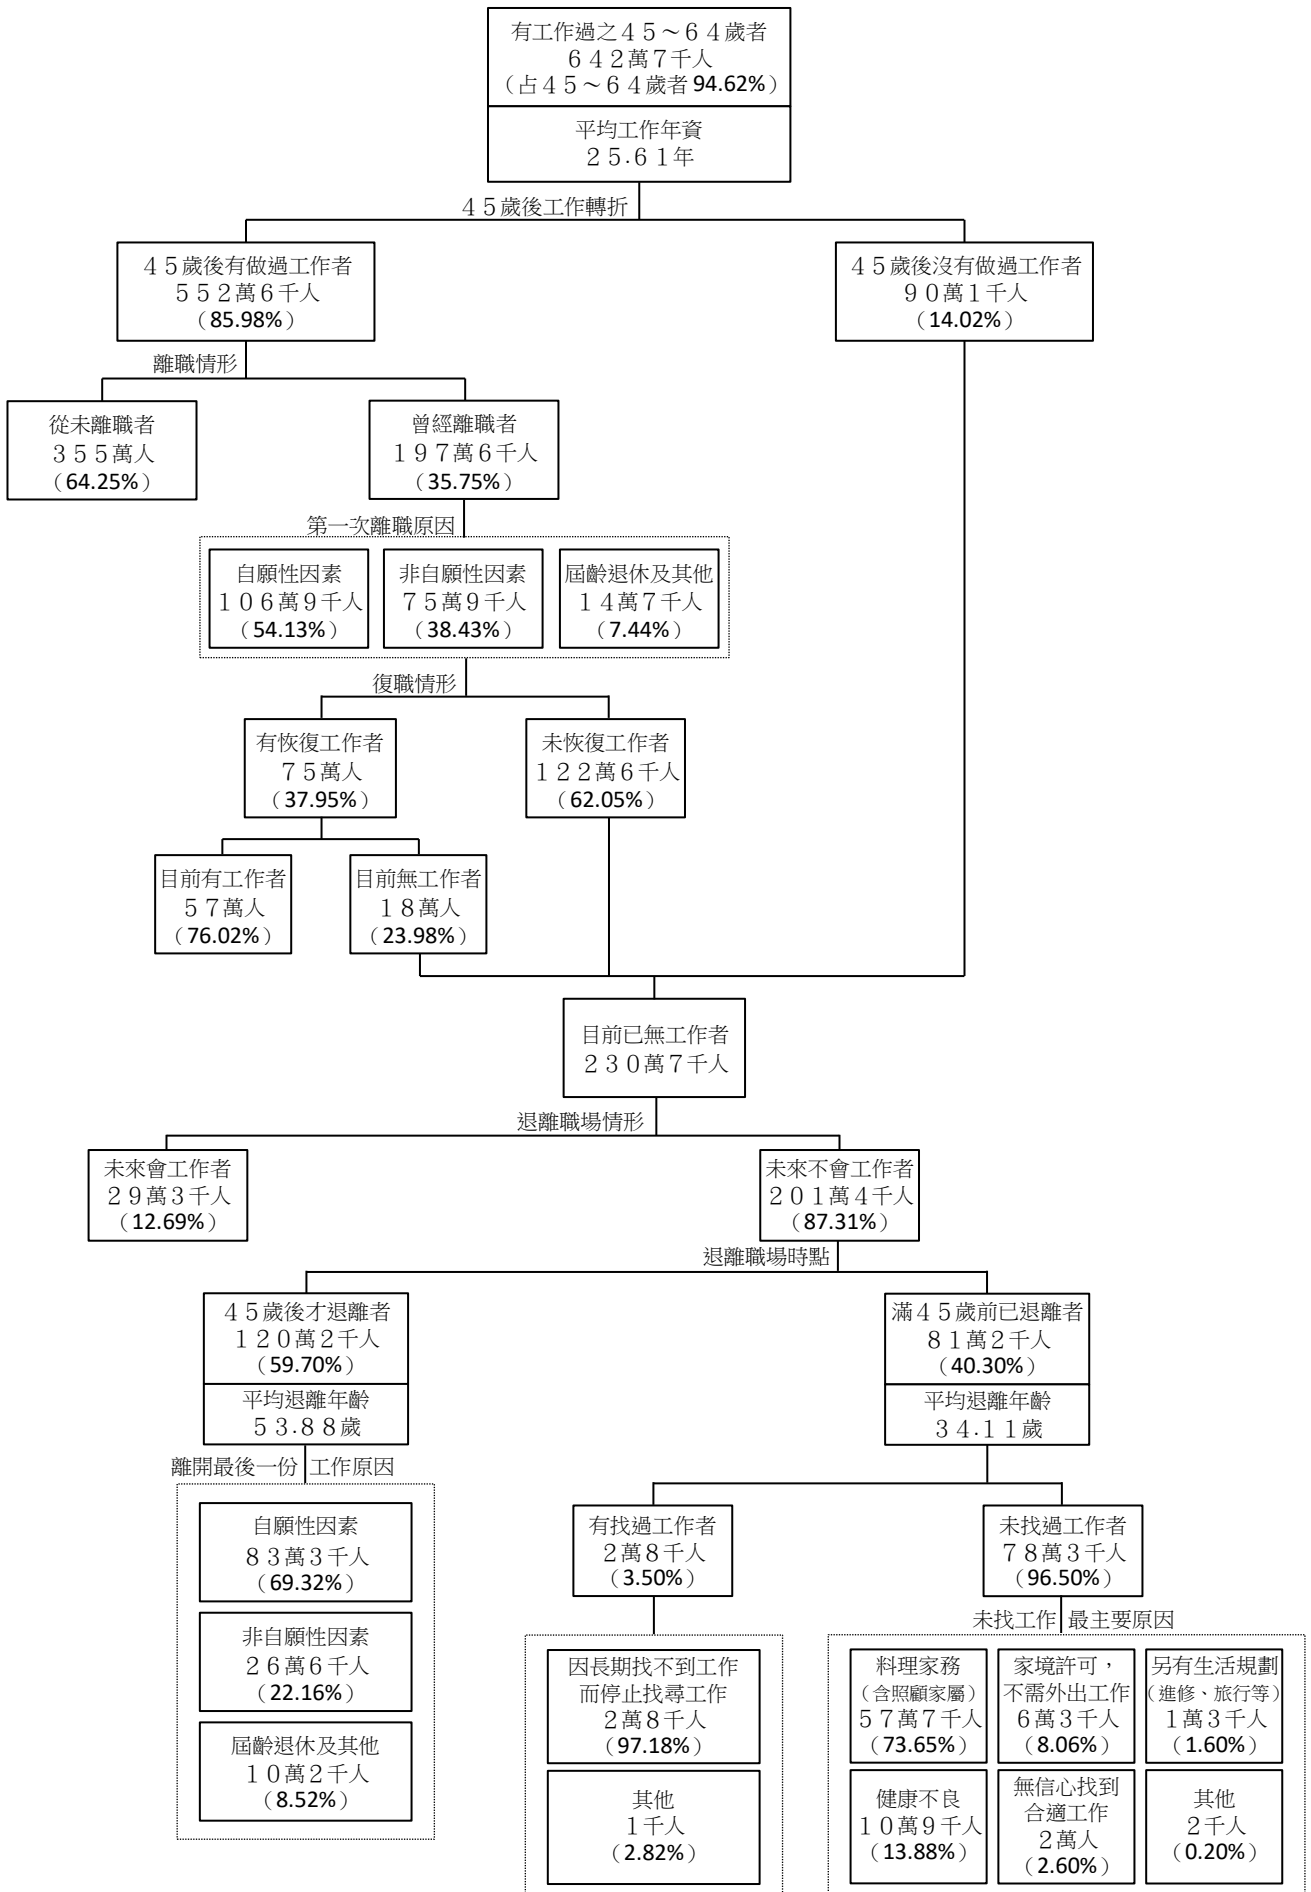 有工作過之４５～６４歲者
６４２萬７千人
（占４５～６４歲者 94.62%）
平均工作年資
２５.６１年
４５歲後工作轉折
４５歲後有做過工作者
５５２萬６千人
（85.98%）
４５歲後沒有做過工作者
９０萬１千人
（14.02%）
離職情形
從未離職者
３５５萬人
（64.25%）
曾經離職者
１９７萬６千人
（35.75%）
第一次離職原因
自願性因素
１０６萬９千人
（54.13%）
非自願性因素
７５萬９千人
（38.43%）
屆齡退休及其他
１４萬７千人
（7.44%）
復職情形
有恢復工作者
７５萬人
（37.95%）
未恢復工作者
１２２萬６千人
（62.05%）
目前有工作者
５７萬人
（76.02%）
目前無工作者
１８萬人
（23.98%）
目前已無工作者
２３０萬７千人
退離職場情形
未來會工作者
２９萬３千人
（12.69%）
未來不會工作者
２０１萬４千人
（87.31%）
退離職場時點
４５歲後才退離者
１２０萬２千人
（59.70%）
平均退離年齡
５３.８８歲
滿４５歲前已退離者
８１萬２千人
（40.30%）
平均退離年齡
３４.１１歲
離開最後一份 工作原因
自願性因素
８３萬３千人
（69.32%）
非自願性因素
２６萬６千人
（22.16%）
屆齡退休及其他
１０萬２千人
（8.52%）
有找過工作者
２萬８千人
（3.50%）
未找過工作者
７８萬３千人
（96.50%）
未找工作 最主要原因
因長期找不到工作
而停止找尋工作
２萬８千人
（97.18%）
其他
１千人
（2.82%）
料理家務
（含照顧家屬）
５７萬７千人
（73.65%）
家境許可，
不需外出工作
６萬３千人
（8.06%）
另有生活規劃
（進修、旅行等）
１萬３千人
（1.60%）
健康不良
１０萬９千人
（13.88%）
無信心找到
合適工作
２萬人
（2.60%）
其他
２千人
（0.20%）